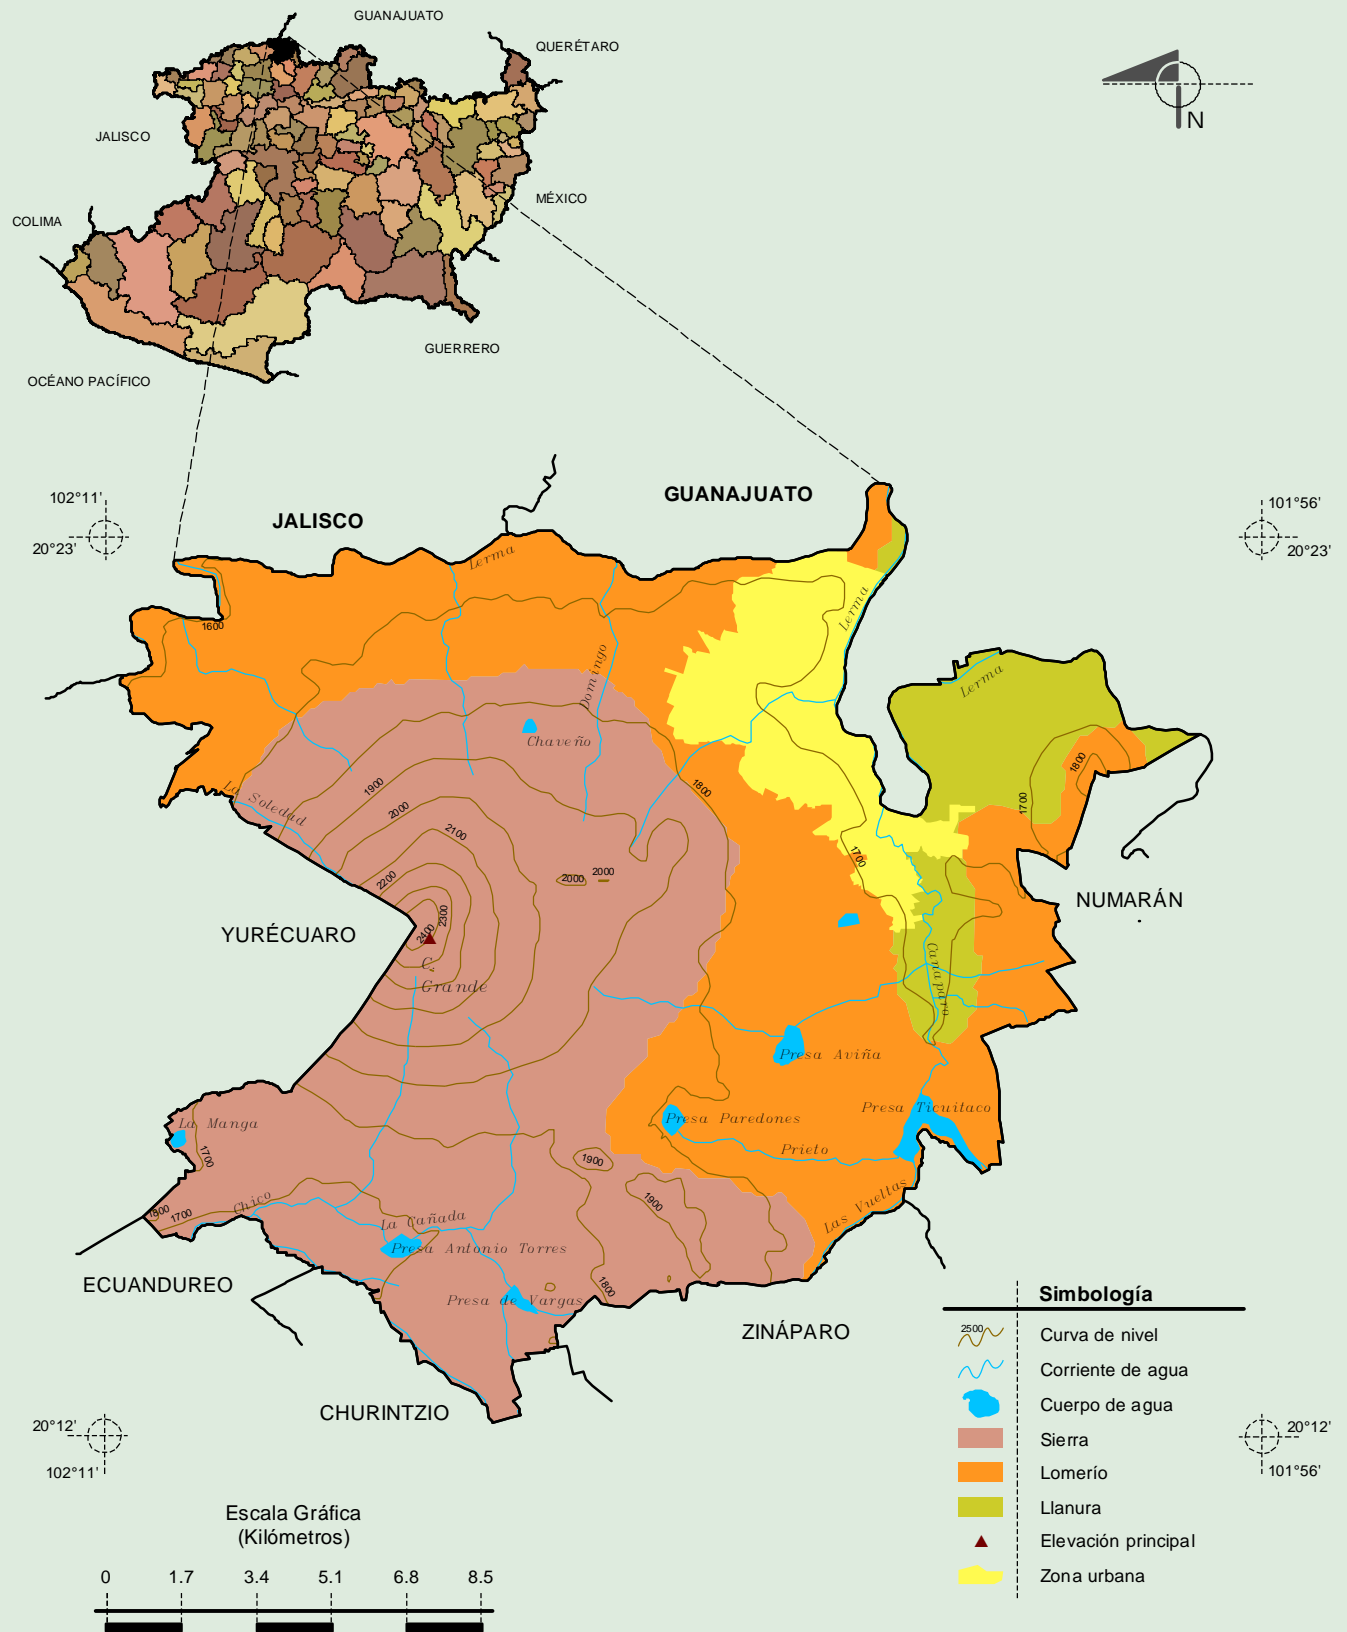 GUANAJUATO
QUERÉTARO
JALISCO
MÉXICO
COLIMA
GUERRERO
OCÉANO PACÍFICO
N
102°11'
20°23'
JALISCO
GUANAJUATO
101°56'
20°23'
Lerma
Lerma
Lerma
1600
Domingo
Chaveño
La Soledad
1900
2000
2100
2200
2300
2400
2000
2000
1800
1700
1700
1800
NUMARÁN
YURÉCUARO
C.
Grande
Canaparo
Presa Aviña
Presa Paredones
Presa Ticuitaco
Prieto
La Manga
1700
1900
1900
Las Vueltas
Chico
1600
1700
La Cañada
Presa Antonio Torres
Presa de Vargas
1800
ECUANDUREO
ZINÁPARO
CHURINTZIO
20°12'
102°11'
20°12'
101°56'
Simbología
2500
Curva de nivel
Corriente de agua
Cuerpo de agua
Sierra
Lomerío
Llanura
Elevación principal
Zona urbana
Escala Gráfica
(Kilómetros)
0 1.7 3.4 5.1 6.8 8.5